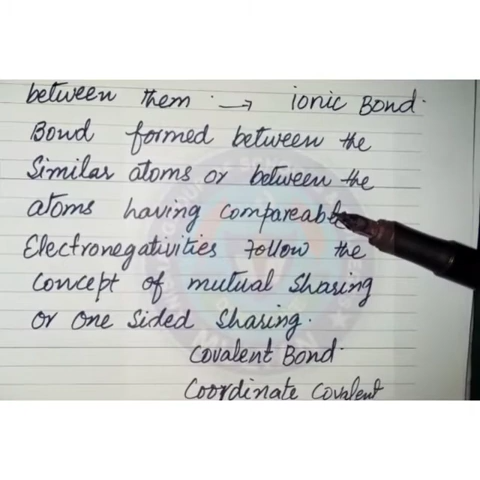 between them. → ionic Bond.
Bond formed between the
Similar atoms or between the
atoms having compareable
Electronegativities Follow the
concept of mutual Sharing
or one sided sharing.
Covalent Bond.
Coordinate Covalent